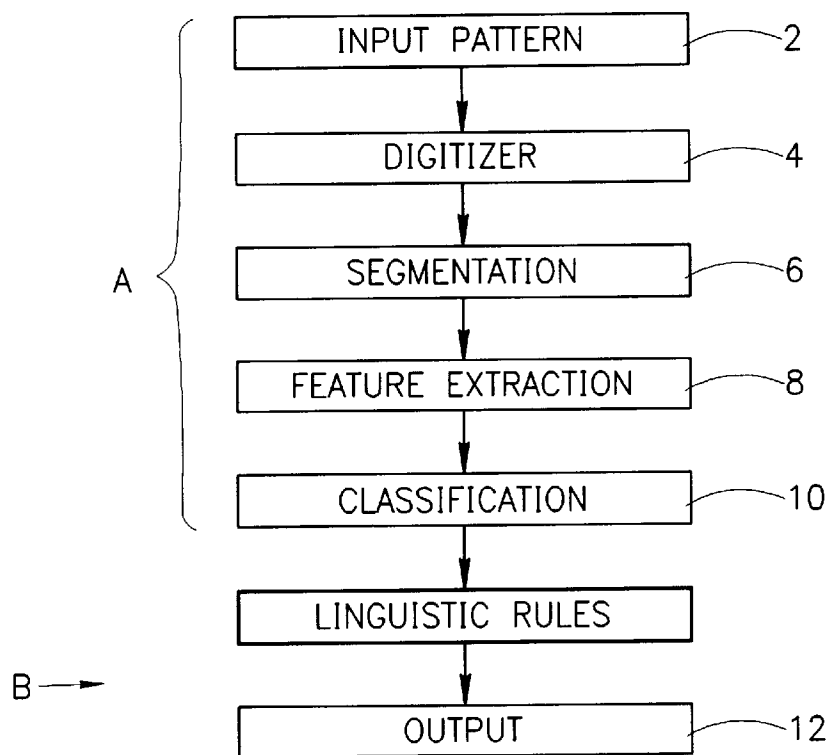 INPUT PATTERN 2
DIGITIZER 4
A
SEGMENTATION 6
FEATURE EXTRACTION 8
CLASSIFICATION 10
LINGUISTIC RULES
B
OUTPUT 12